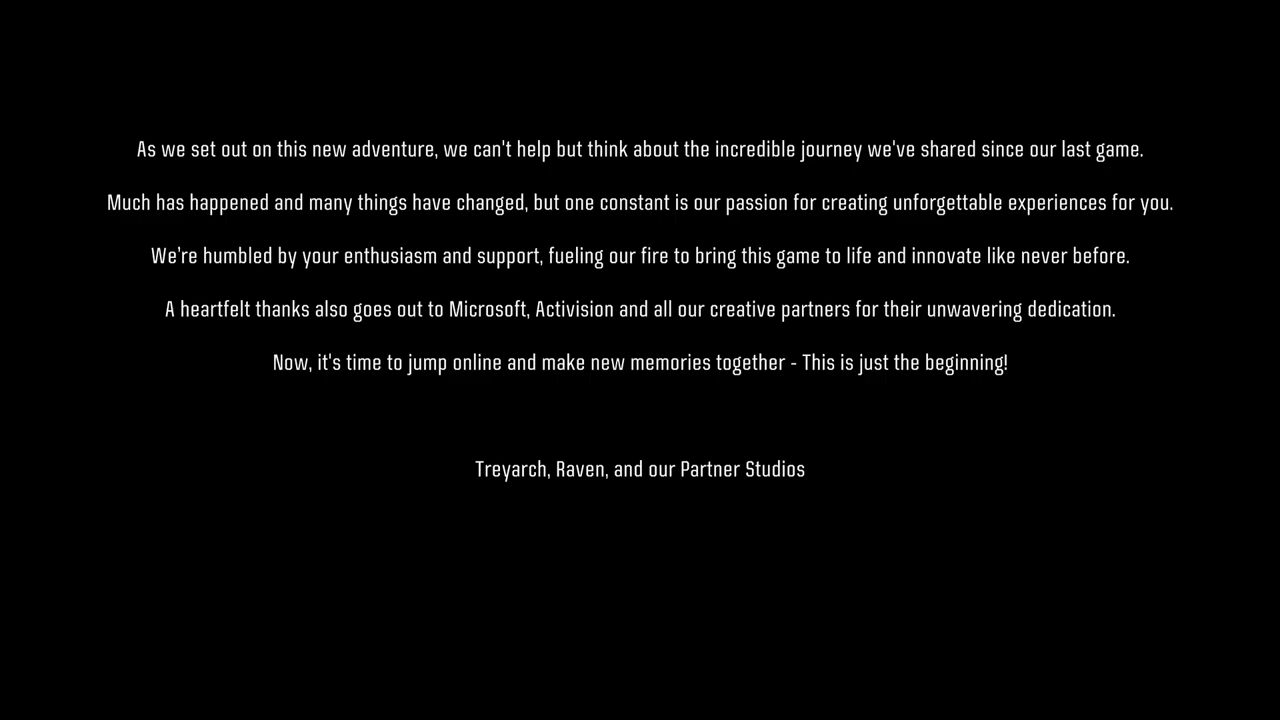 As we set out on this new adventure, we can't help but think about the incredible journey we've shared since our last game.
Much has happened and many things have changed, but one constant is our passion for creating unforgettable experiences for you.
We're humbled by your enthusiasm and support, fueling our fire to bring this game to life and innovate like never before.
A heartfelt thanks also goes out to Microsoft, Activision and all our creative partners for their unwavering dedication.
Now, it's time to jump online and make new memories together - This is just the beginning!
Treyarch, Raven, and our Partner Studios